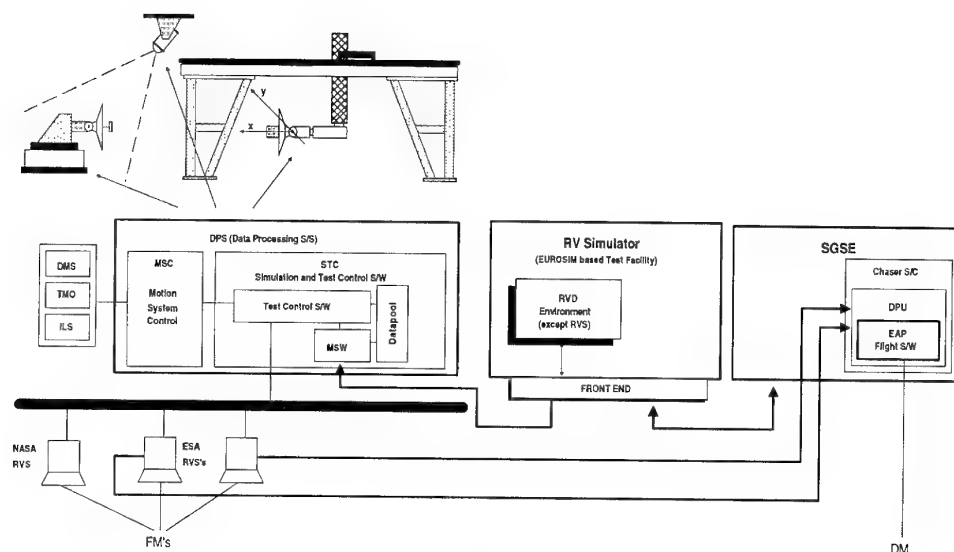 y
x
DPS (Data Processing S/S)
DMS
TMO
ILS
MSC
Motion
System
Control
STC
Simulation and Test Control S/W
Test Control S/W
MSW
Datapool
RV Simulator
(EUROSIM based Test Facility)
RVD
Environment
(except RVS)
FRONT END
SGSE
Chaser S/C
DPU
EAP
Flight S/W
NASA
RVS
ESA
RVS's
FM's
DM